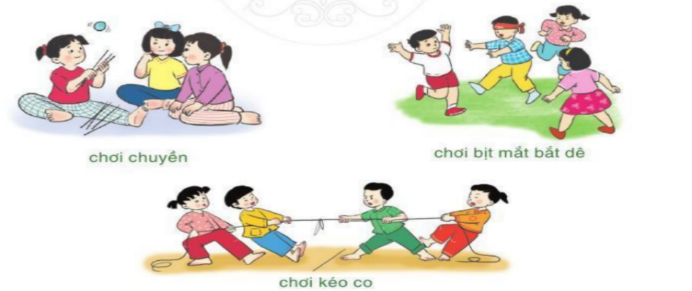 chơi chuyền
chơi bịt mắt bắt dê
chơi kéo co